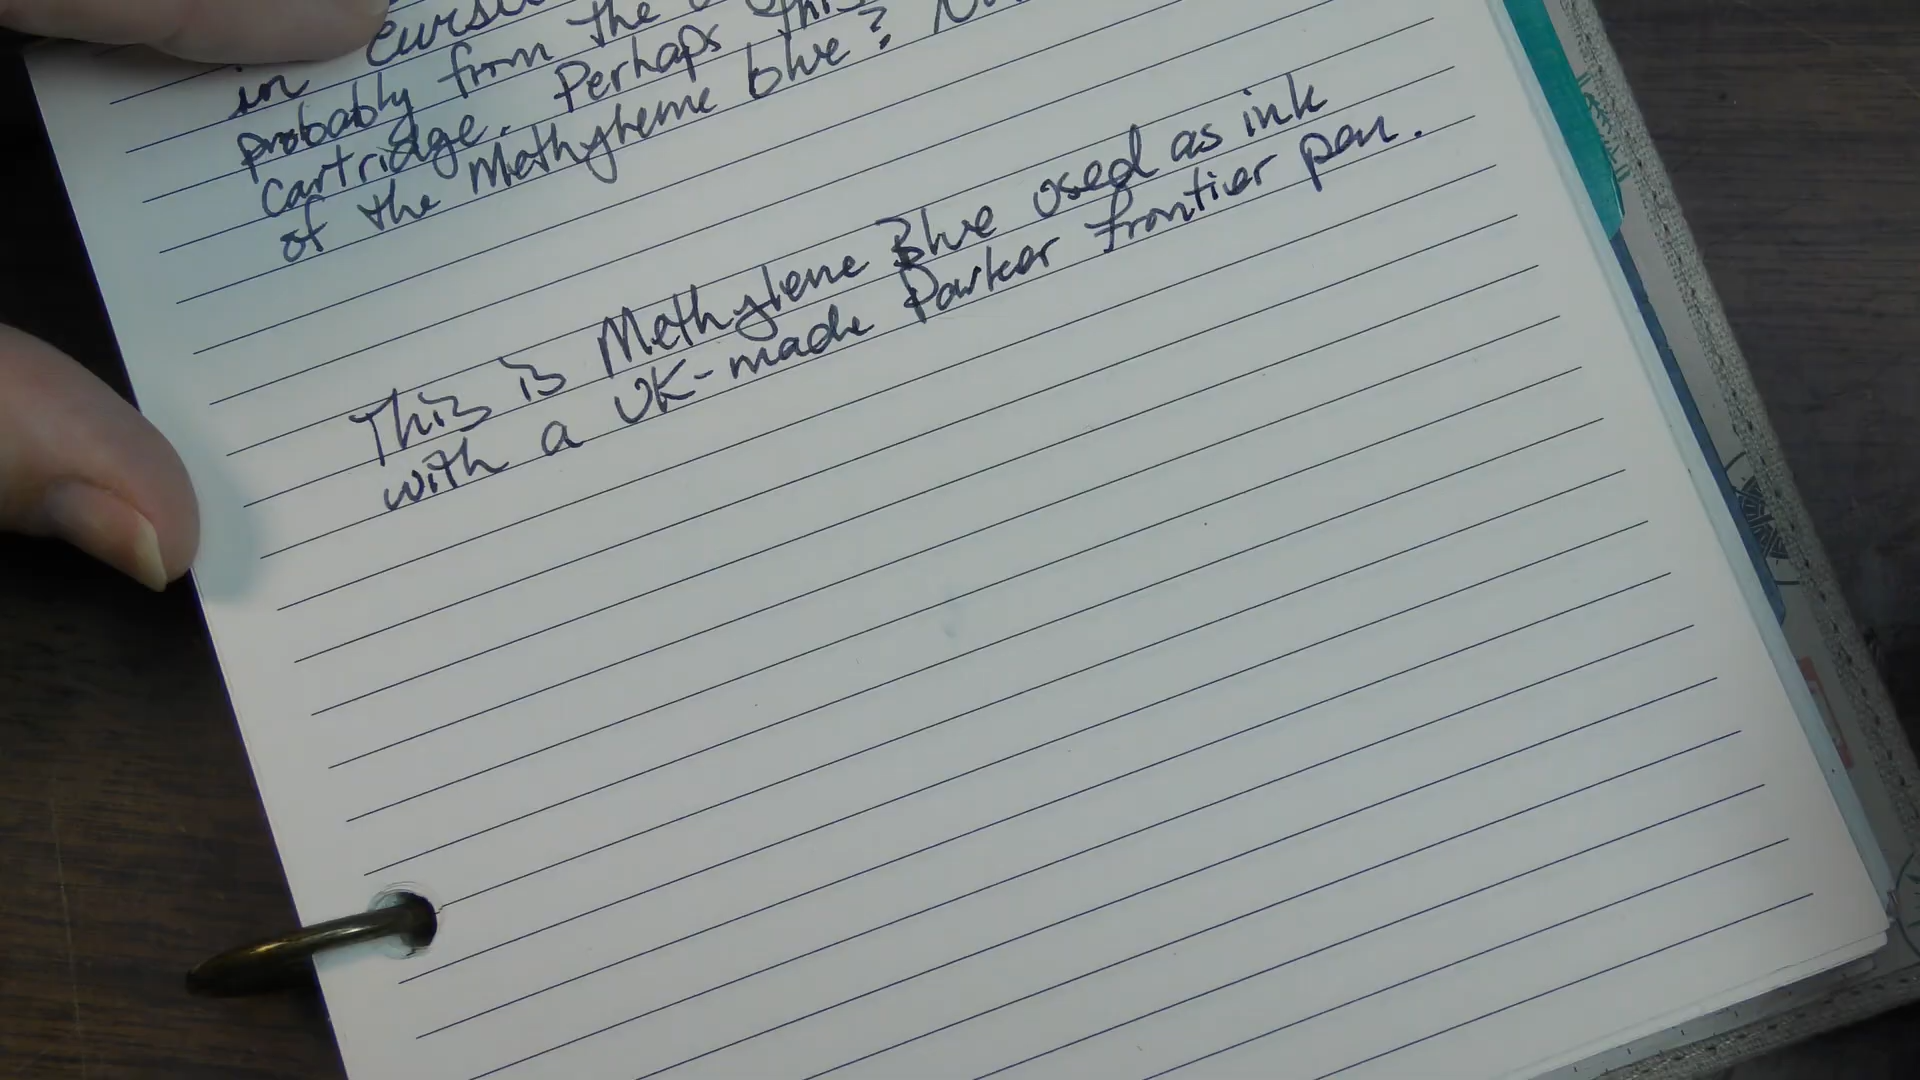 in
probably from the
cartridge. Perhaps this
of the Methylene blue?
This is Methylene Blue used as ink
with a UK-made Parker Frontier pen.